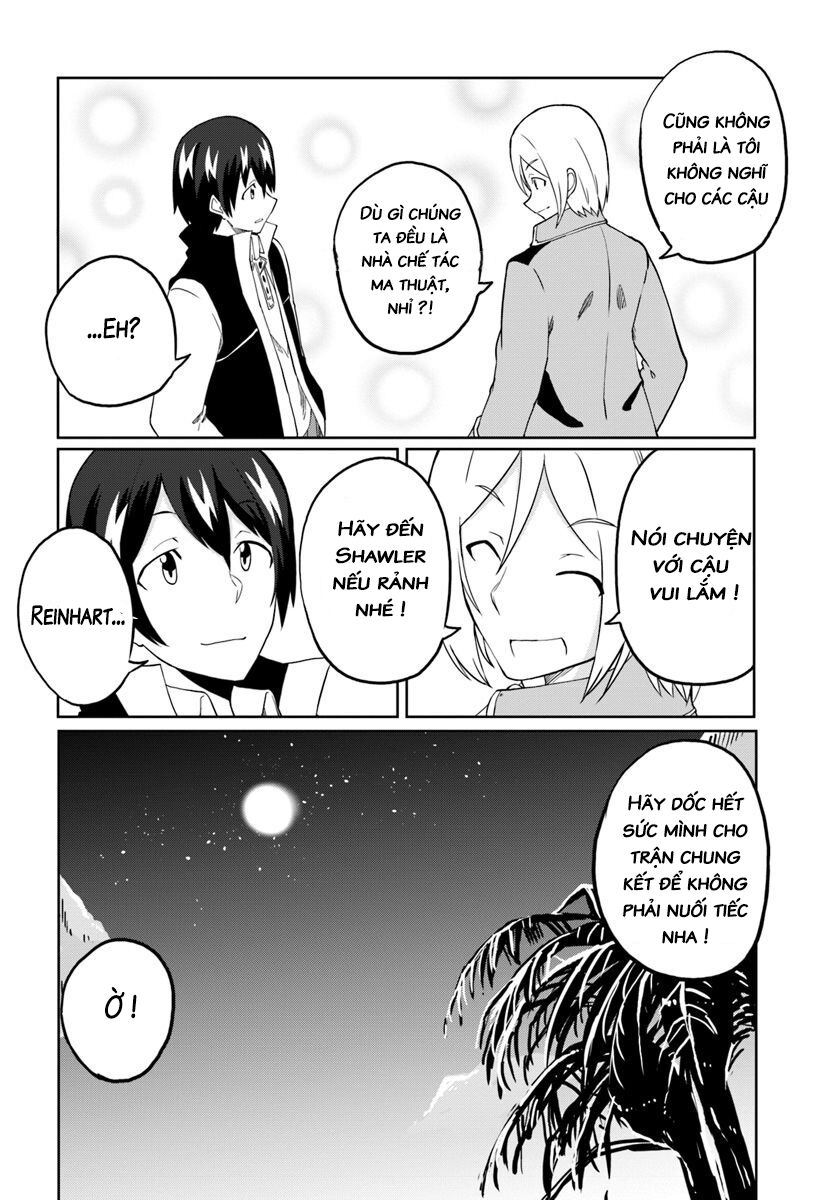 CŨNG KHÔNG
PHẢI LÀ TÔI
KHÔNG NGHĨ
CHO CÁC CẬU
DÙ GÌ CHÚNG
TA ĐỀU LÀ
NHÀ CHẾ TÁC
MA THUẬT,
NHỈ ?!
...EH?
NÓI CHUYỆN
VỚI CẬU
VUI LẮM !
HÃY ĐẾN
SHAWLER
NẾU RẢNH
NHÉ !
REINHART...
HÃY DỐC HẾT
SỨC MÌNH CHO
TRẬN CHUNG
KẾT ĐỂ KHÔNG
PHẢI NUỐI TIẾC
NHA !
Ờ !